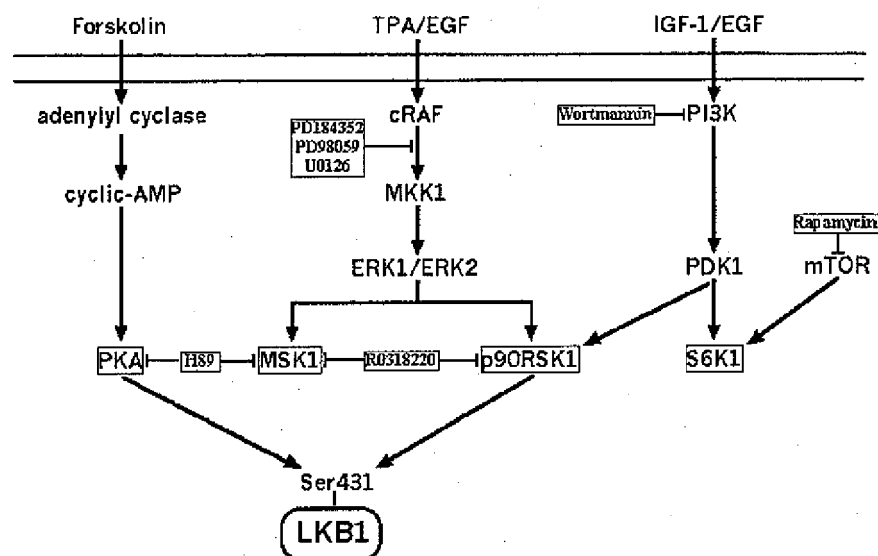 Forskolin
TPA/EGF
IGF-1/EGF
adenylyl cyclase
cRAF
Wortmannin
PI3K
PD184352
PD98059
U0126
cyclic-AMP
MKK1
Rapamycin
ERK1/ERK2
PDK1
mTOR
PKA
H89
MSK1
R0318220
p90RSK1
S6K1
Ser431
LKB1